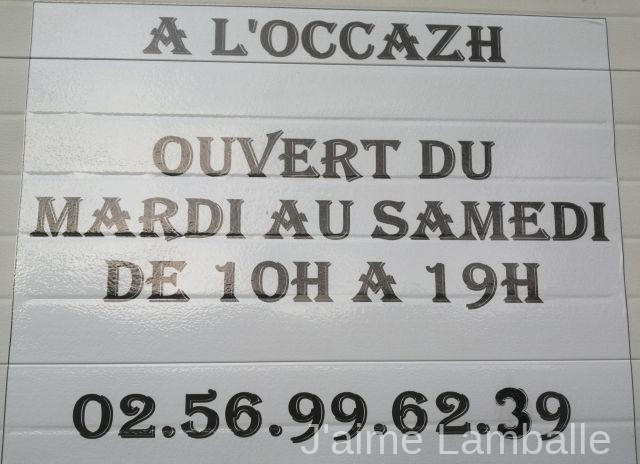 A L'OCCAZH
OUVERT DU
MARDI AU SAMEDI
DE 10H A 19H
02.56.99.62.39
J'aime Lamballe